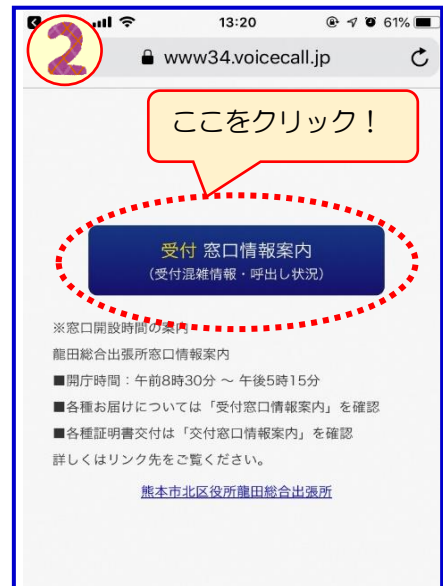 13:20
61%
2
www34.voicecall.jp
ここをクリック！
受付 窓口情報案内
(受付混雑情報・呼出し状況)
※窓口開設時間の案内
龍田総合出張所窓口情報案内
■開庁時間：午前8時30分 ～ 午後5時15分
■各種お届けについては「受付窓口情報案内」を確認
■各種証明書交付は「交付窓口情報案内」を確認
詳しくはリンク先をご覧ください。
熊本市北区役所龍田総合出張所